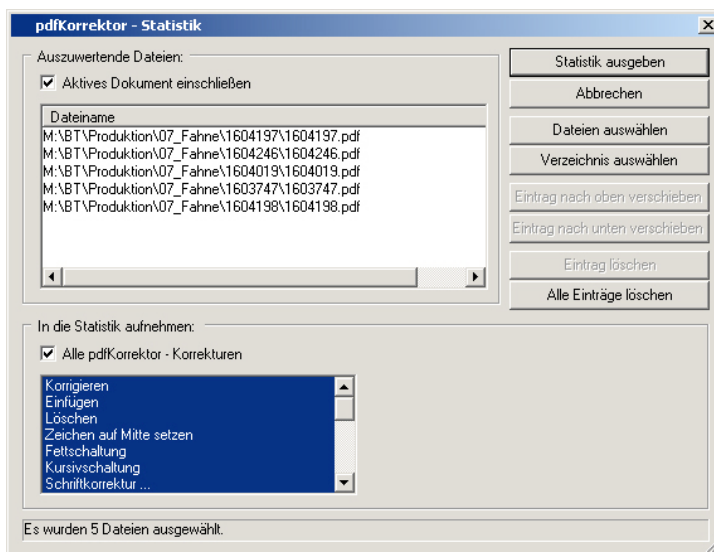 pdfKorrektor - Statistik
Auszuwertende Dateien:
Aktives Dokument einschließen
Dateiname
M:\BT\Produktion\07_Fahne\1604197\1604197.pdf
M:\BT\Produktion\07_Fahne\1604246\1604246.pdf
M:\BT\Produktion\07_Fahne\1604019\1604019.pdf
M:\BT\Produktion\07_Fahne\1603747\1603747.pdf
M:\BT\Produktion\07_Fahne\1604198\1604198.pdf
Statistik ausgeben
Abbrechen
Dateien auswählen
Verzeichnis auswählen
Eintrag nach oben verschieben
Eintrag nach unten verschieben
Eintrag löschen
Alle Einträge löschen
In die Statistik aufnehmen:
Alle pdfKorrektor - Korrekturen
Korrigieren
Einfügen
Löschen
Zeichen auf Mitte setzen
Fettschaltung
Kursivschaltung
Schriftkorrektur ...
Es wurden 5 Dateien ausgewählt.